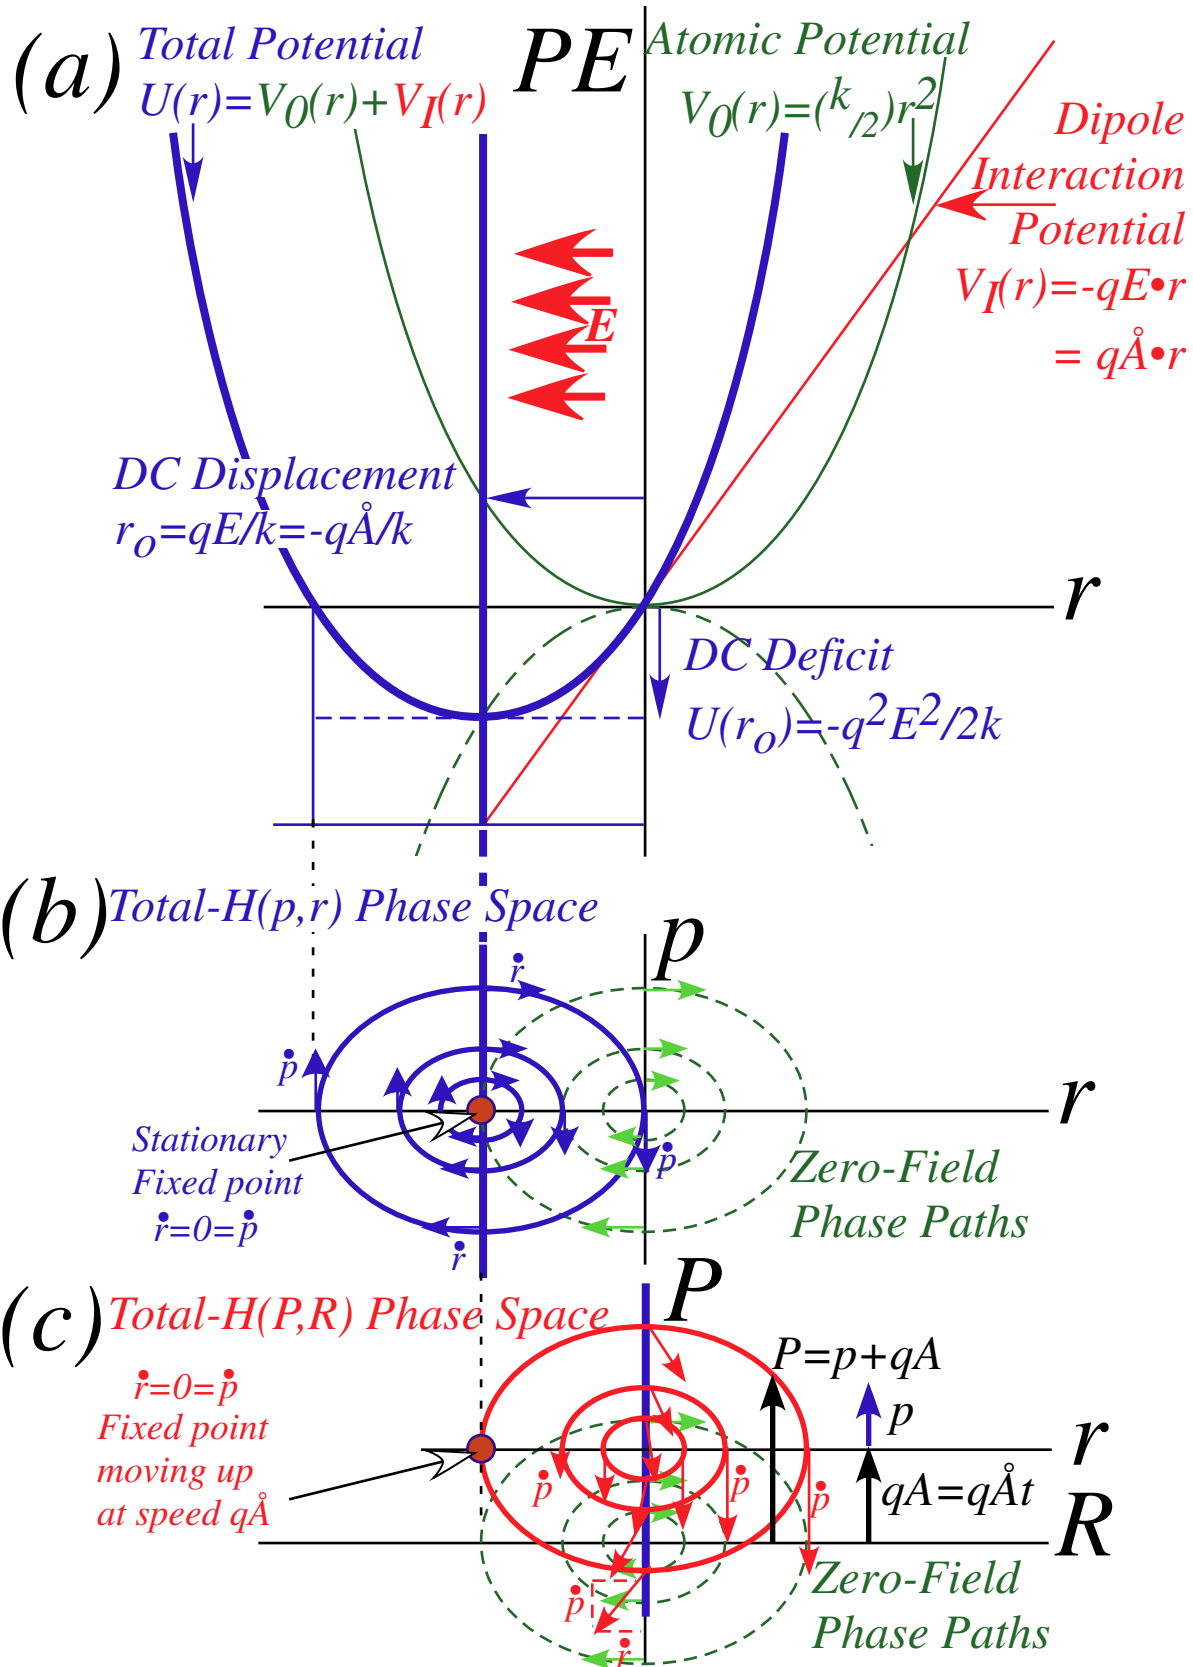 (a)
Total Potential
U(r)=V0(r)+VI(r)
PE
Atomic Potential
V0(r)=(k/2)r2
Dipole
Interaction
Potential
VI(r)=-qE•r
= qÅ•r
E
DC Displacement
ro=qE/k=-qÅ/k
r
DC Deficit
U(ro)=-q2E2/2k
(b)
Total-H(p,r) Phase Space
p
ṙ
ṗ
r
Stationary
Fixed point
ṙ=0=ṗ
ṗ
ṙ
Zero-Field
Phase Paths
(c)
Total-H(P,R) Phase Space
P
ṙ=0=ṗ
Fixed point
moving up
at speed qÅ
P=p+qA
p
r
ṗ
ṗ
ṗ
qA=qÅt
R
ṗ
ṙ
Zero-Field
Phase Paths